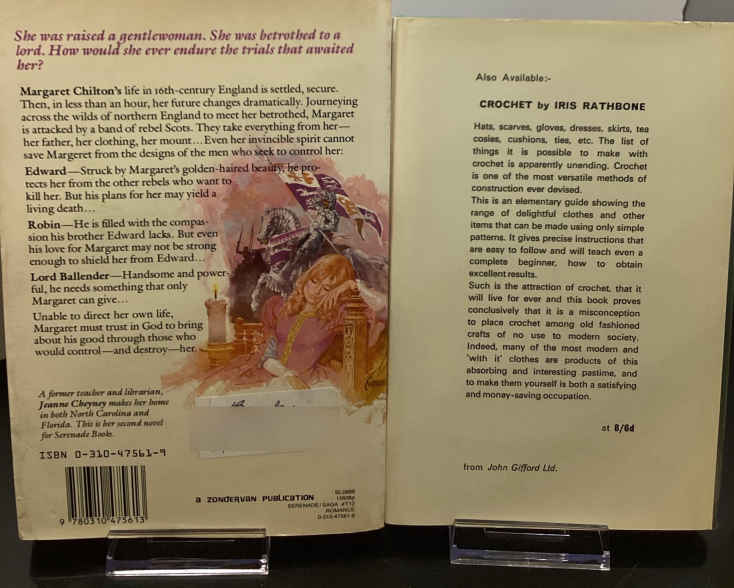 She was raised a gentlewoman. She was betrothed to a
lord. How would she ever endure the trials that awaited
her?
Margaret Chilton's life in 16th-century England is settled, secure.
Then, in less than an hour, her future changes dramatically. Journeying
across the wilds of northern England to meet her betrothed, Margaret
is attacked by a band of rebel Scots. They take everything from her—
her father, her clothing, her mount...Even her invincible spirit cannot
save Margeret from the designs of the men who seek to control her:
Edward—Struck by Margaret's golden-haired beauty, he pro-
tects her from the other rebels who want to
kill her. But his plans for her may yield a
living death...
Robin—He is filled with the compas-
sion his brother Edward lacks. But even
his love for Margaret may not be strong
enough to shield her from Edward...
Lord Ballender—Handsome and power-
ful, he needs something that only
Margaret can give...
Unable to direct her own life,
Margaret must trust in God to bring
about his good through those who
would control—and destroy—her.
A former teacher and librarian,
Jeanne Cheyney makes her home
in both North Carolina and
Florida. This is her second novel
for Serenade Books.
ISBN 0-310-47561-9
9 780310 475613
a ZONDERVAN PUBLICATION
SERENADE/SAGA #T12
ROMANCE
0-310-47561-9
Also Available:-
CROCHET by IRIS RATHBONE
Hats, scarves, gloves, dresses, skirts, tea
cosies, cushions, ties, etc. The list of
things it is possible to make with
crochet is apparently unending. Crochet
is one of the most versatile methods of
construction ever devised.
This is an elementary guide showing the
range of delightful clothes and other
items that can be made using only simple
patterns. It gives precise instructions that
are easy to follow and will teach even a
complete beginner, how to obtain
excellent results.
Such is the attraction of crochet, that it
will live for ever and this book proves
conclusively that it is a misconception
to place crochet among old fashioned
crafts of no use to modern society.
Indeed, many of the most modern and
'with it' clothes are products of this
absorbing and interesting pastime, and
to make them yourself is both a satisfying
and money-saving occupation.
at 8/6d
from John Gifford Ltd.